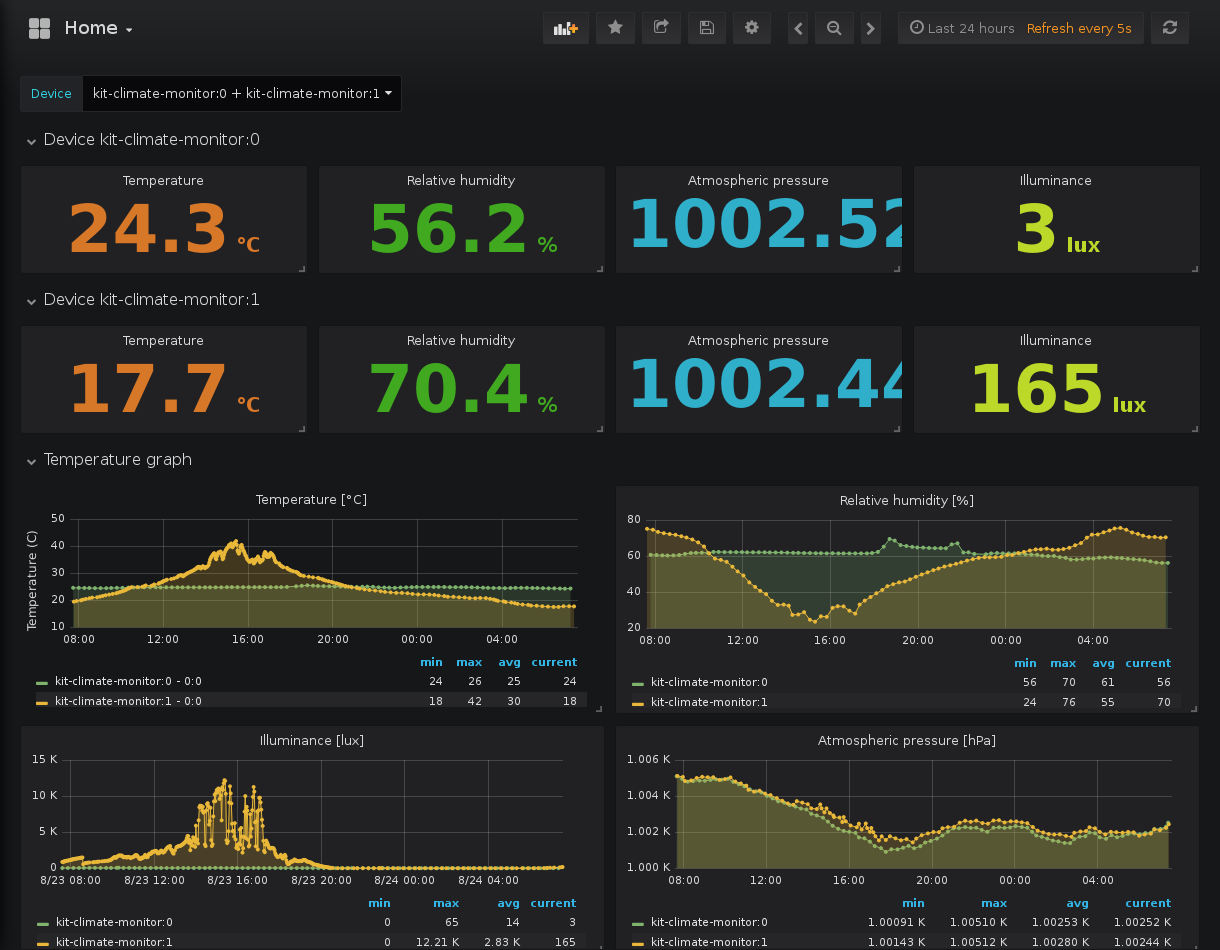 Home
Last 24 hours Refresh every 5s
Device kit-climate-monitor:0 + kit-climate-monitor:1
Device kit-climate-monitor:0
Temperature Relative humidity Atmospheric pressure Illuminance
24.3 °C 56.2 % 1002.52 3 lux
Device kit-climate-monitor:1
Temperature Relative humidity Atmospheric pressure Illuminance
17.7 °C 70.4 % 1002.44 165 lux
Temperature graph
Temperature [°C]
Temperature (C)
50
40
30
20
10
08:00 12:00 16:00 20:00 00:00 04:00
min max avg current
kit-climate-monitor:0 - 0:0 24 26 25 24
kit-climate-monitor:1 - 0:0 18 42 30 18
Relative humidity [%]
80
60
40
20
08:00 12:00 16:00 20:00 00:00 04:00
min max avg current
kit-climate-monitor:0 56 70 61 56
kit-climate-monitor:1 24 76 55 70
Illuminance [lux]
15 K
10 K
5 K
0
8/23 08:00 8/23 12:00 8/23 16:00 8/23 20:00 8/24 00:00 8/24 04:00
min max avg current
kit-climate-monitor:0 0 65 14 3
kit-climate-monitor:1 0 12.21 K 2.83 K 165
Atmospheric pressure [hPa]
1.006 K
1.004 K
1.002 K
1.000 K
08:00 12:00 16:00 20:00 00:00 04:00
min max avg current
kit-climate-monitor:0 1.00091 K 1.00510 K 1.00253 K 1.00252 K
kit-climate-monitor:1 1.00143 K 1.00512 K 1.00280 K 1.00244 K